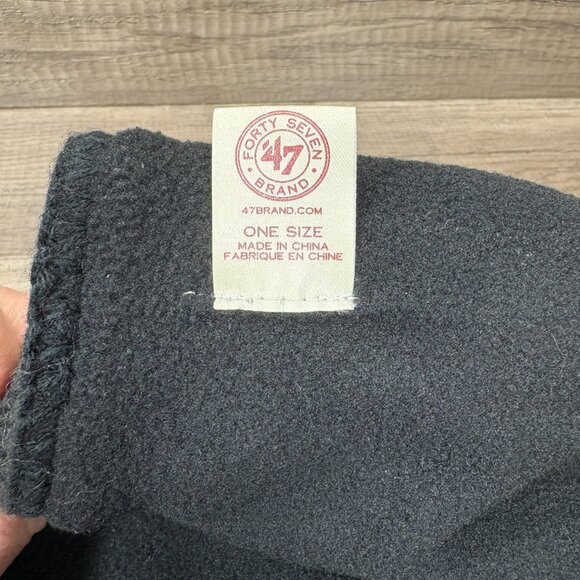 FORTY SEVEN
'47
BRAND
47BRAND.COM
ONE SIZE
MADE IN CHINA
FABRIQUE EN CHINE